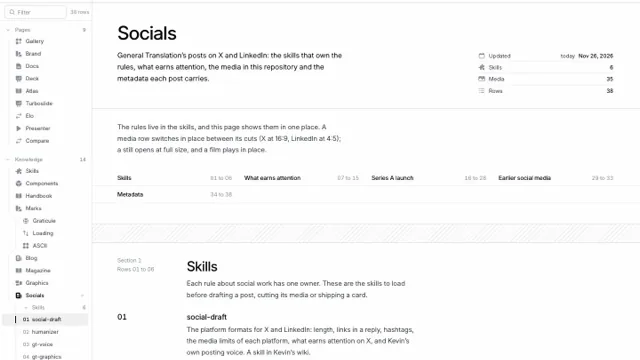 Filter
39 rows
Pages 9
Gallery
Brand
Docs
Deck
Atlas
Turboslide
Elo
Presenter
Compare
Knowledge 14
Skills
Components
Handbook
Marks
Graticule
Loading
ASCII
Blog
Magazine
Graphics
Socials
Skills 6
01 social-draft
02 humanizer
03 gt-voice
04 gt-graphics
Socials
General Translation's posts on X and LinkedIn: the skills that own the
rules, what earns attention, the media in this repository and the
metadata each post carries.
Updated today Nov 26, 2026
Skills 6
Media 35
Rows 38
The rules live in the skills, and this page shows them in one place. A
media row switches in place between its cuts (X at 16:9, LinkedIn at 4:5);
a still opens at full size, and a film plays in place.
Skills 01 to 06 What earns attention 07 to 15 Series A launch 16 to 28 Earlier social media 29 to 33
Metadata 34 to 38
Section 1
Rows 01 to 06
Skills
Each rule about social work has one owner. These are the skills to load
before drafting a post, cutting its media or shipping a card.
01
social-draft
The platform formats for X and LinkedIn: length, links in a reply, hashtags,
the media limits of each platform, what earns attention on X, and Kevin's
own posting voice. A skill in Kevin's wiki.